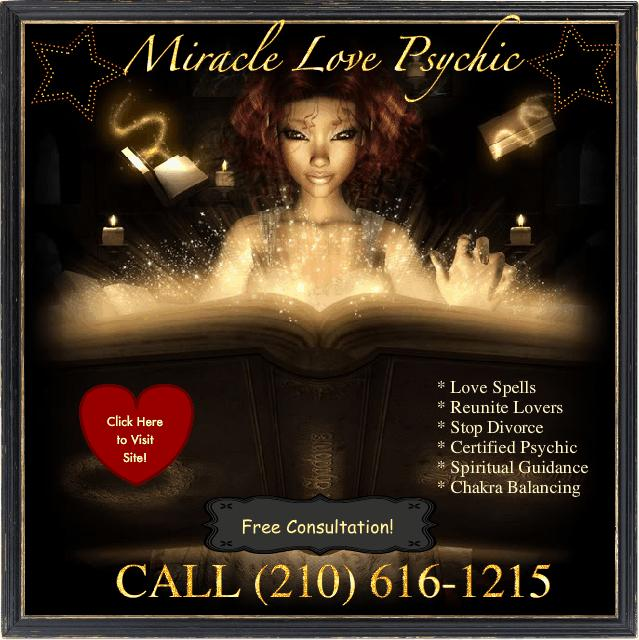 Miracle Love Psychic
* Love Spells
* Reunite Lovers
* Stop Divorce
* Certified Psychic
* Spiritual Guidance
* Chakra Balancing
Click Here
to Visit
Site!
Free Consultation!
CALL (210) 616-1215